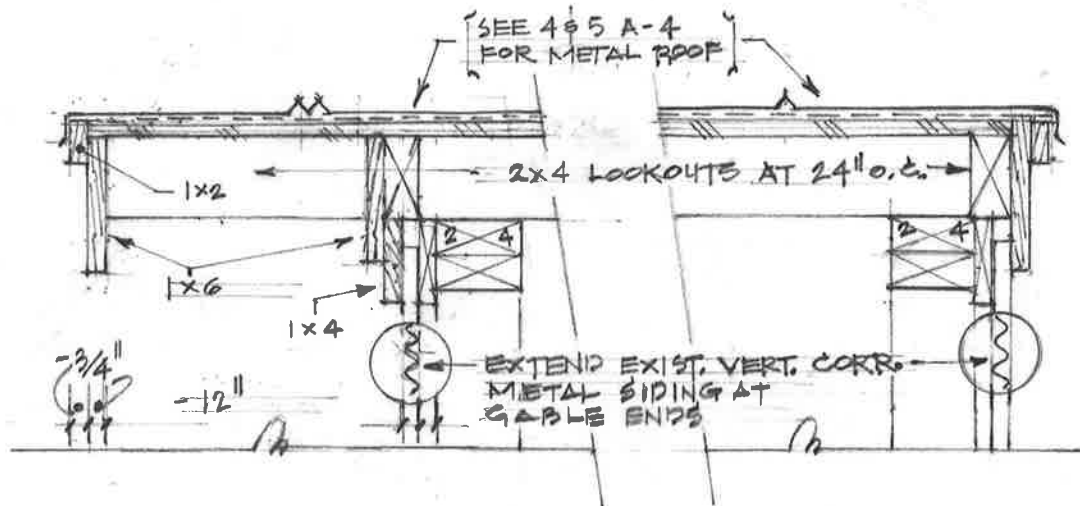 SEE 4 & 5 A-4
FOR METAL ROOF
2x4 LOOKOUTS AT 24" O.C.
1x2
2 4
2 4
1x6
1x4
3/4"
12"
EXTEND EXIST. VERT. CORR.
METAL SIDING AT
GABLE ENDS